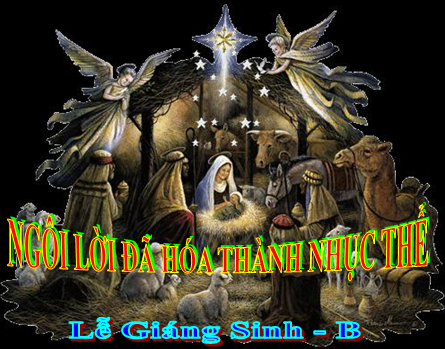 NGÔI LỜI ĐÃ HÓA THÀNH NHỤC THỂ
Lễ Giáng Sinh - B